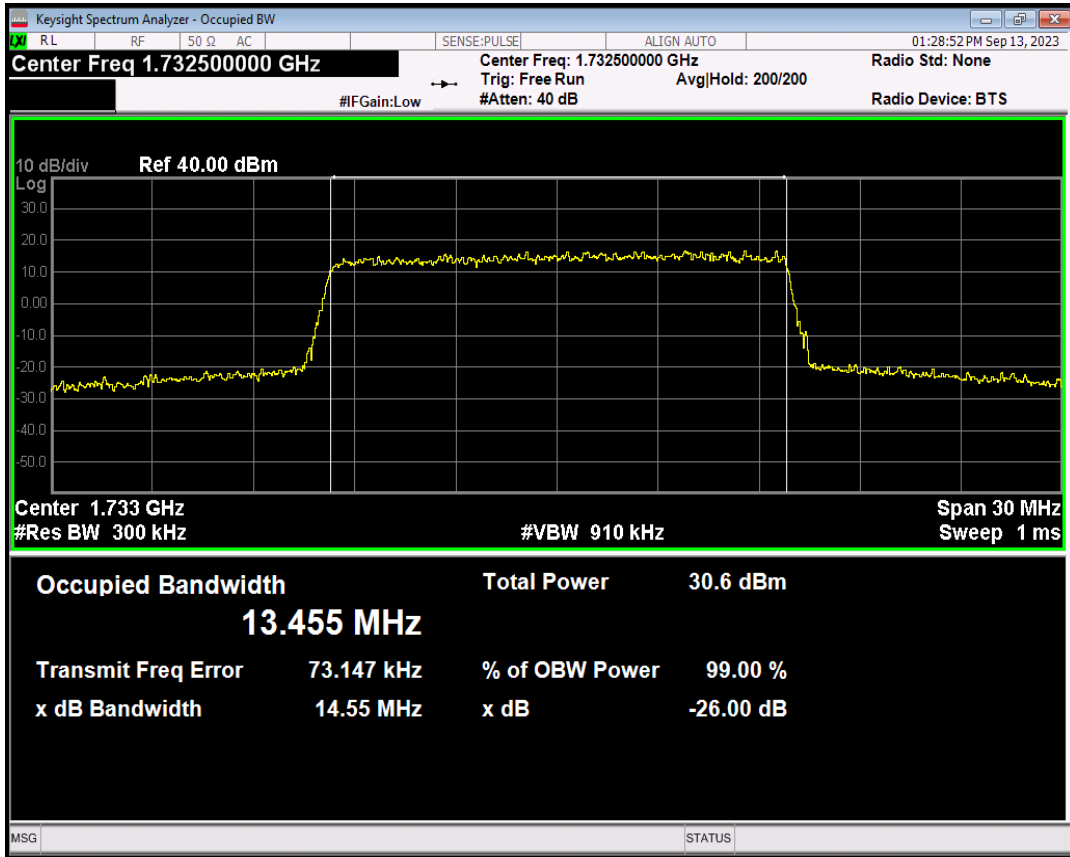 Keysight Spectrum Analyzer - Occupied BW
LXI RL RF 50 Ω AC SENSE:PULSE ALIGN AUTO 01:28:52 PM Sep 13, 2023
Center Freq 1.732500000 GHz Center Freq: 1.732500000 GHz Radio Std: None
Trig: Free Run Avg|Hold: 200/200
#IFGain:Low #Atten: 40 dB Radio Device: BTS
10 dB/div Ref 40.00 dBm
Log
30.0
20.0
10.0
0.00
-10.0
-20.0
-30.0
-40.0
-50.0
Center 1.733 GHz Span 30 MHz
#Res BW 300 kHz #VBW 910 kHz Sweep 1 ms
Occupied Bandwidth Total Power 30.6 dBm
13.455 MHz
Transmit Freq Error 73.147 kHz % of OBW Power 99.00 %
x dB Bandwidth 14.55 MHz x dB -26.00 dB
MSG STATUS